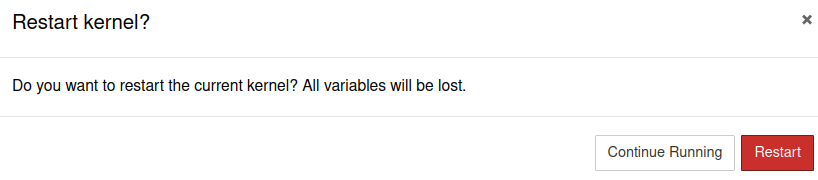 Restart kernel?
×
Do you want to restart the current kernel? All variables will be lost.
Continue Running
Restart